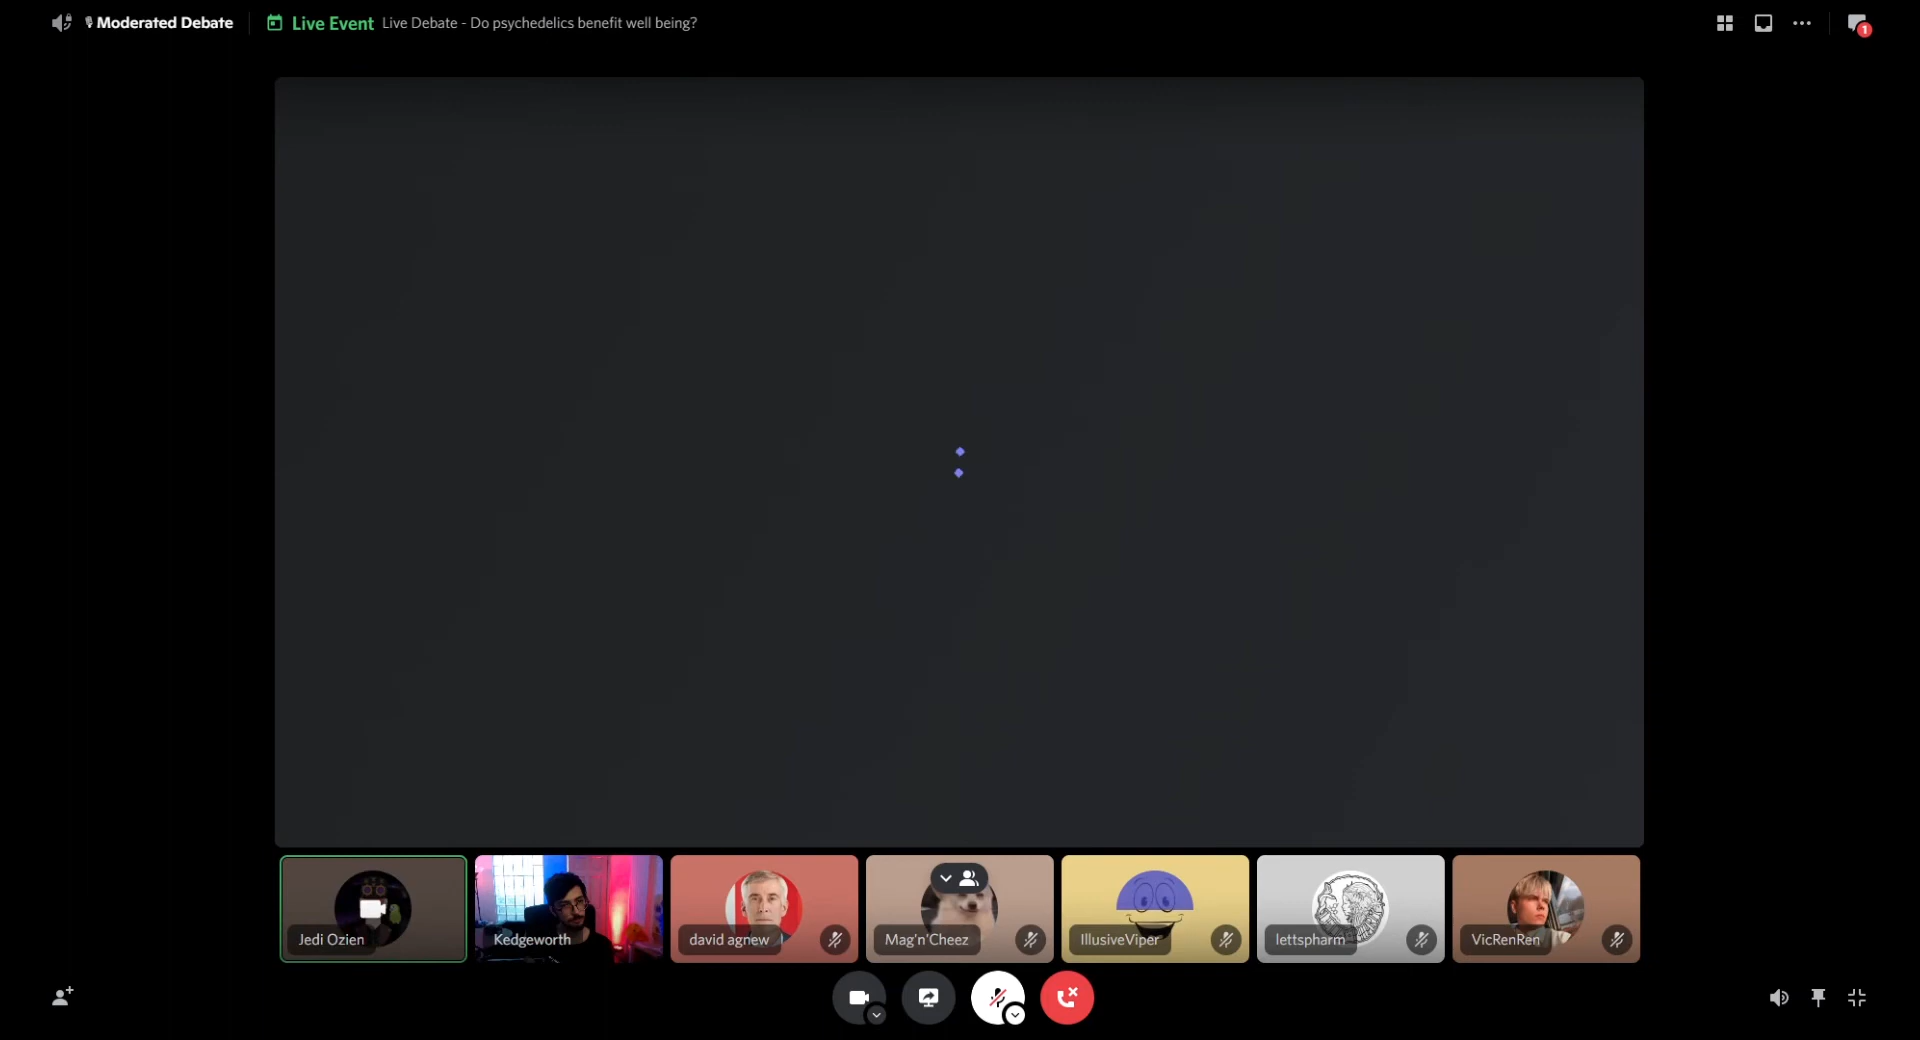 Moderated Debate
Live Event Live Debate - Do psychedelics benefit well being?
1
Jedi Ozien
Kedgeworth
david agnew
Mag'n'Cheez
IllusiveViper
lettspharm
VicRenRen